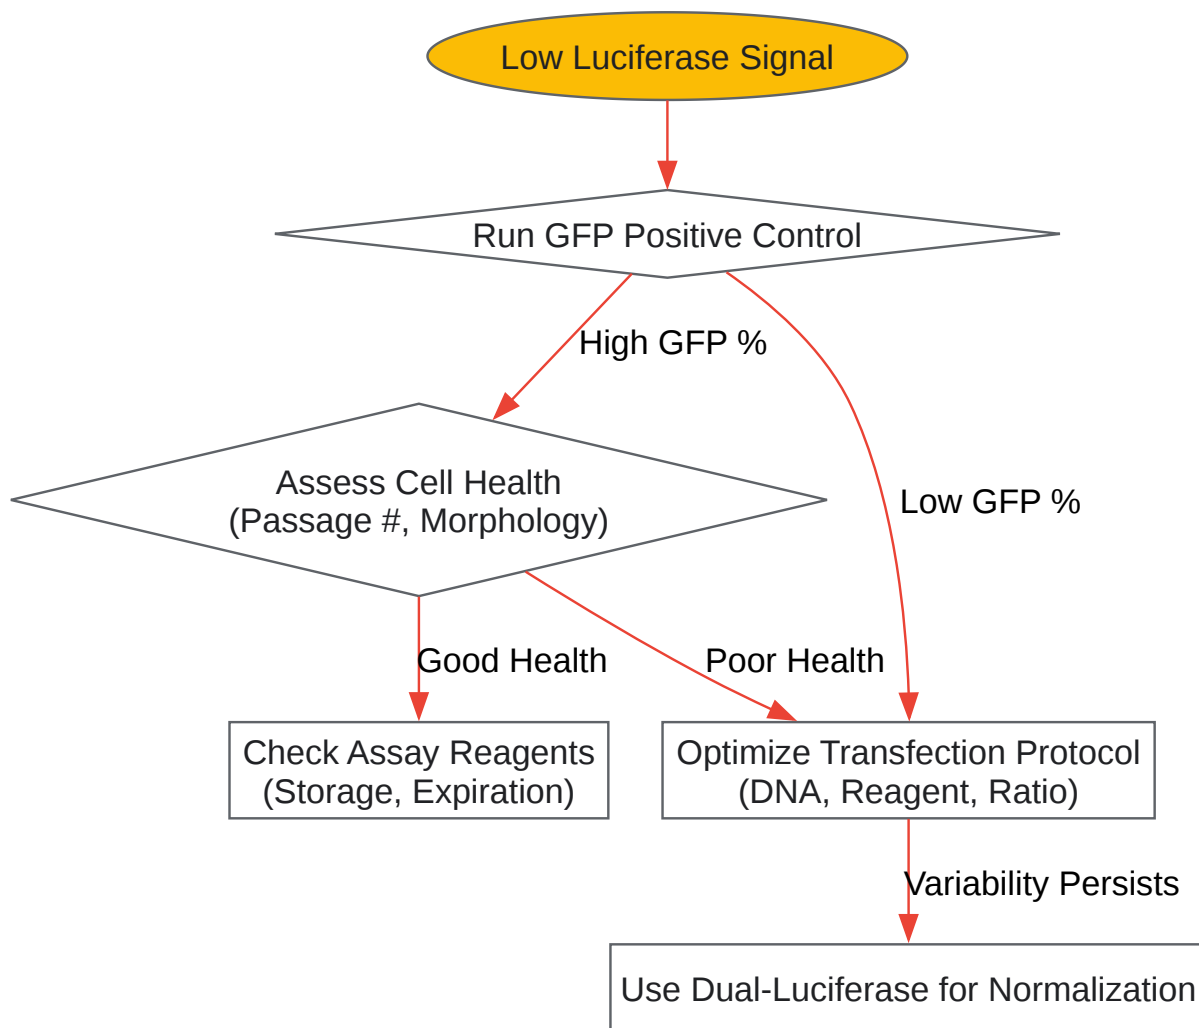 Low Luciferase Signal
Run GFP Positive Control
High GFP %
Assess Cell Health
(Passage #, Morphology)
Low GFP %
Good Health
Poor Health
Check Assay Reagents
(Storage, Expiration)
Optimize Transfection Protocol
(DNA, Reagent, Ratio)
Variability Persists
Use Dual-Luciferase for Normalization